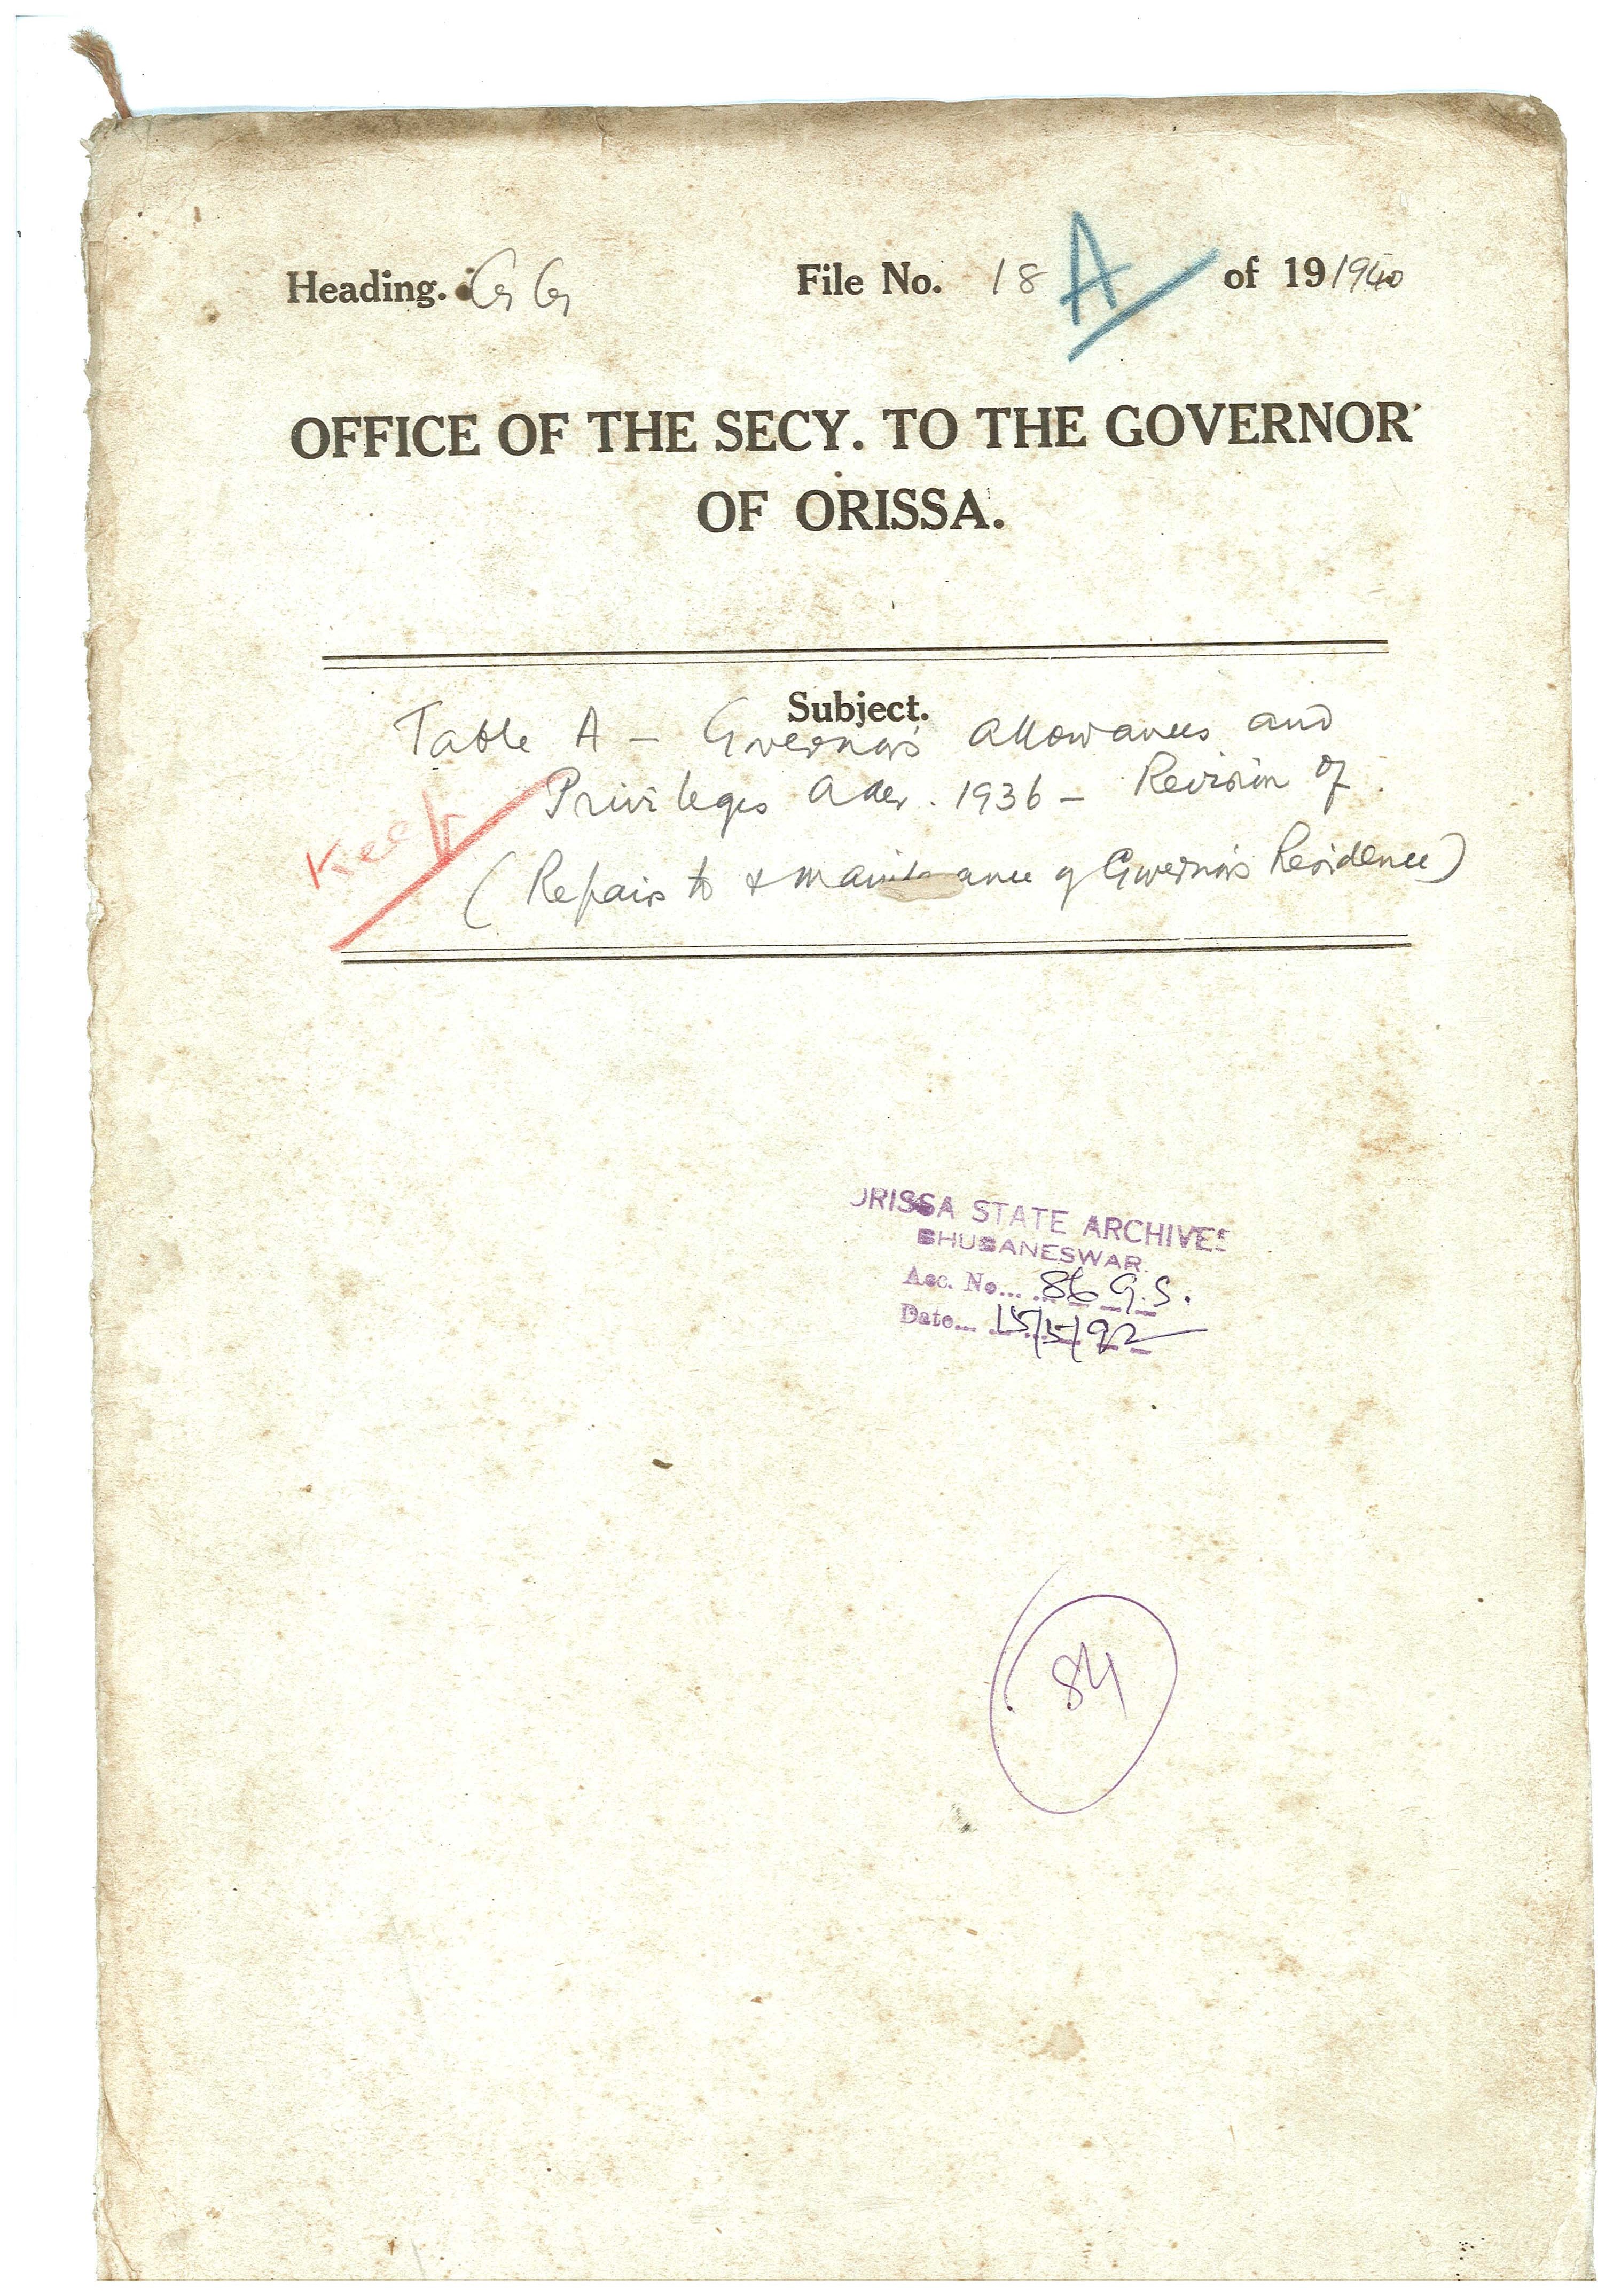 Heading. G G File No. 18 A of 19/1940
OFFICE OF THE SECY. TO THE GOVERNOR
OF ORISSA.
Subject.
Table A - Governor's Allowances and
Privileges Order. 1936 - Revision of.
Keep
(Repairs to & maintenance of Governor's Residence)
ORISSA STATE ARCHIVES
BHUBANESWAR.
Acc. No... 86 G.S.
Date... 15/5/92
84